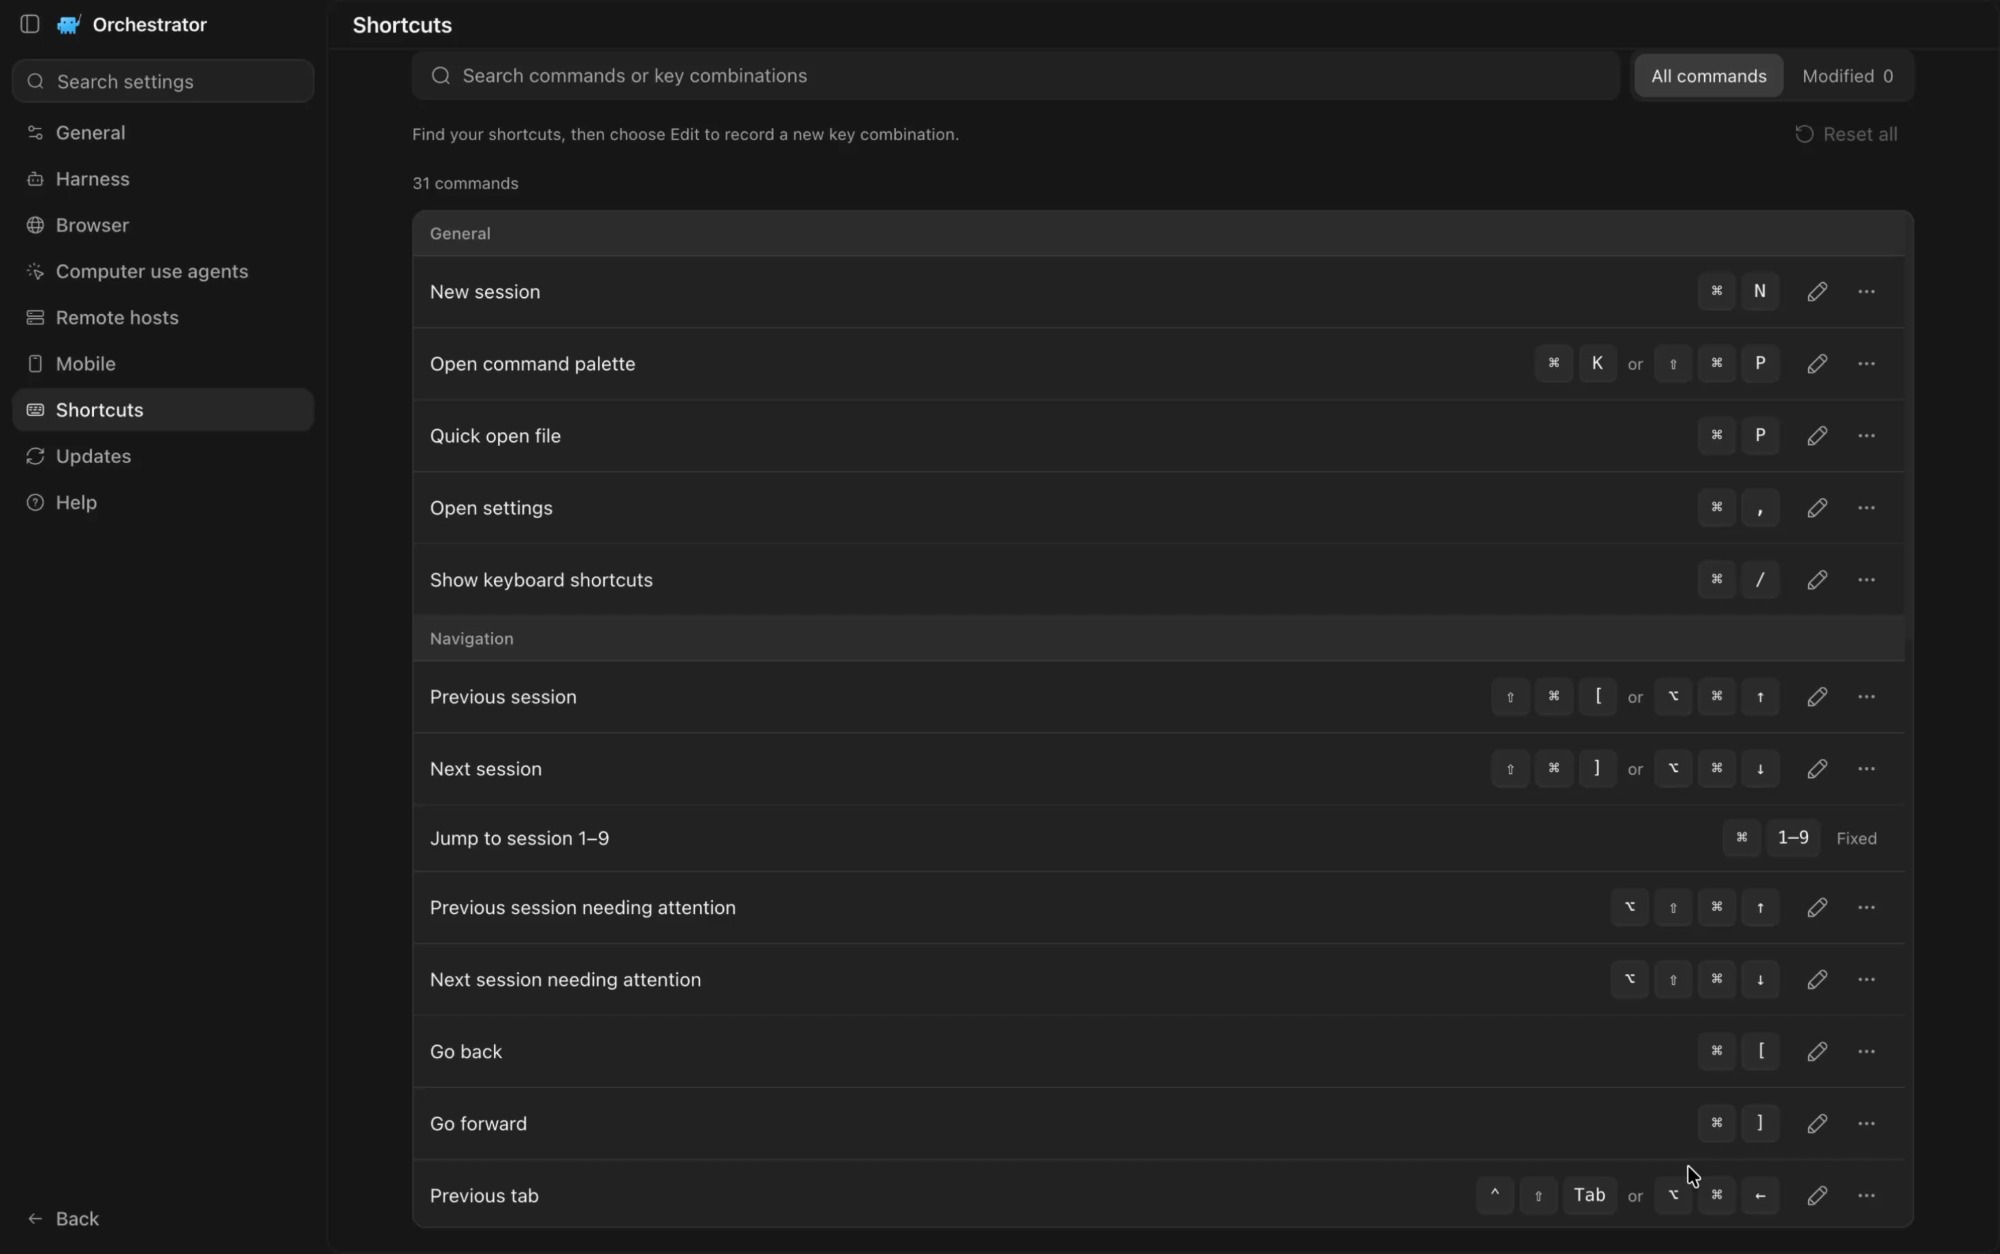 Orchestrator
Search settings
General
Harness
Browser
Computer use agents
Remote hosts
Mobile
Shortcuts
Updates
Help
Back
Shortcuts
Search commands or key combinations
All commands
Modified 0
Find your shortcuts, then choose Edit to record a new key combination.
Reset all
31 commands
General
New session ⌘ N
Open command palette ⌘ K or ⇧ ⌘ P
Quick open file ⌘ P
Open settings ⌘ ,
Show keyboard shortcuts ⌘ /
Navigation
Previous session ⇧ ⌘ [ or ⌥ ⌘ ↑
Next session ⇧ ⌘ ] or ⌥ ⌘ ↓
Jump to session 1–9 ⌘ 1–9 Fixed
Previous session needing attention ⌥ ⇧ ⌘ ↑
Next session needing attention ⌥ ⇧ ⌘ ↓
Go back ⌘ [
Go forward ⌘ ]
Previous tab ^ ⇧ Tab or ⌥ ⌘ ←